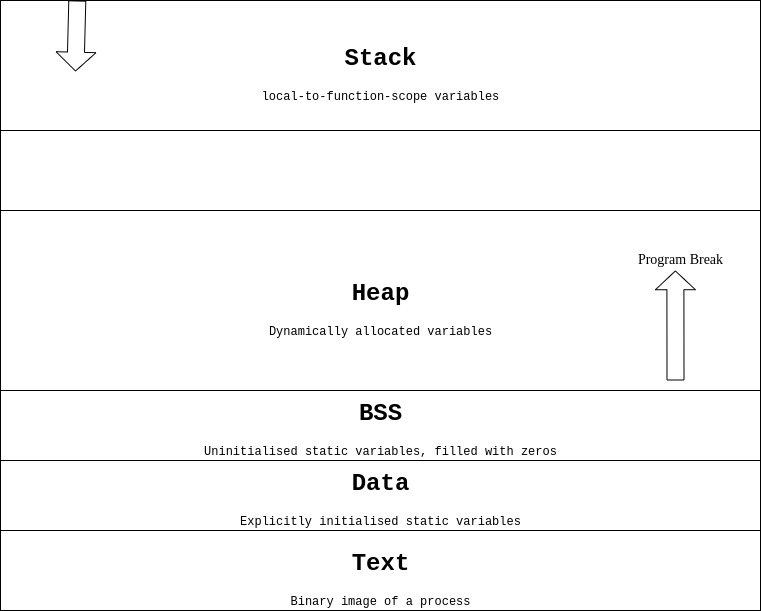 Stack
local-to-function-scope variables
Program Break
Heap
Dynamically allocated variables
BSS
Uninitialised static variables, filled with zeros
Data
Explicitly initialised static variables
Text
Binary image of a process